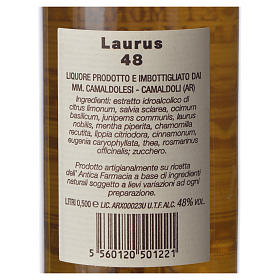 Laurus
48
LIQUORE PRODOTTO E IMBOTTIGLIATO DAI
MM. CAMALDOLESI - CAMALDOLI (AR)
Ingredienti: estratto idroalcolico di
citrus limonum, salvia sclarea, ocimum
basilicum, juniperus communis, laurus
nobilis, mentha piperita, chamomilla
recutita, lippia citriodora, cinnamonum,
eugenia caryophyllus, thea, rosmarinus
officinalis; zucchero.
Prodotto artigianalmente su ricetta
dell' Antica Farmacia a base di ingredienti
naturali soggetto a lievi variazioni ad
ogni preparazione.
LITRI 0,500 e LIC. ARX00023U U.T.F. ALC. 48% VOL.
5 560120 501221